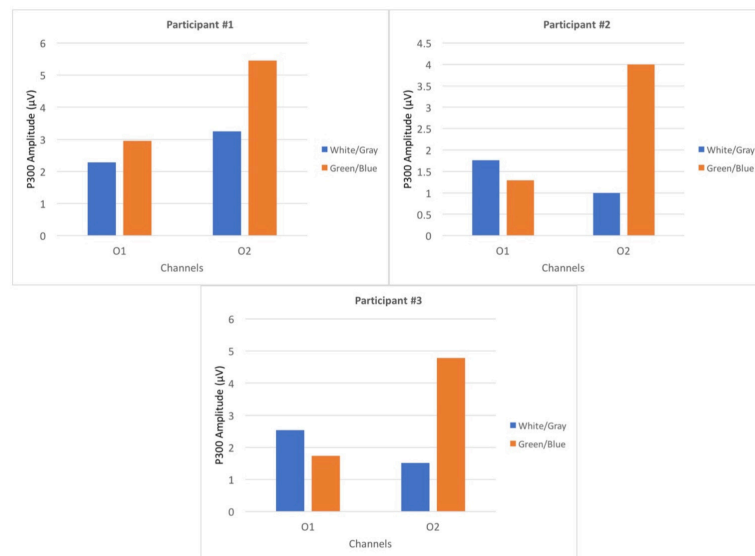 Participant #1
6
5
4
3
2
1
0
P300 Amplitude (µV)
O1
O2
Channels
White/Gray
Green/Blue
Participant #2
4.5
4
3.5
3
2.5
2
1.5
1
0.5
0
P300 Amplitude (µV)
O1
O2
Channels
White/Gray
Green/Blue
Participant #3
6
5
4
3
2
1
0
P300 Amplitude (µV)
O1
O2
Channels
White/Gray
Green/Blue